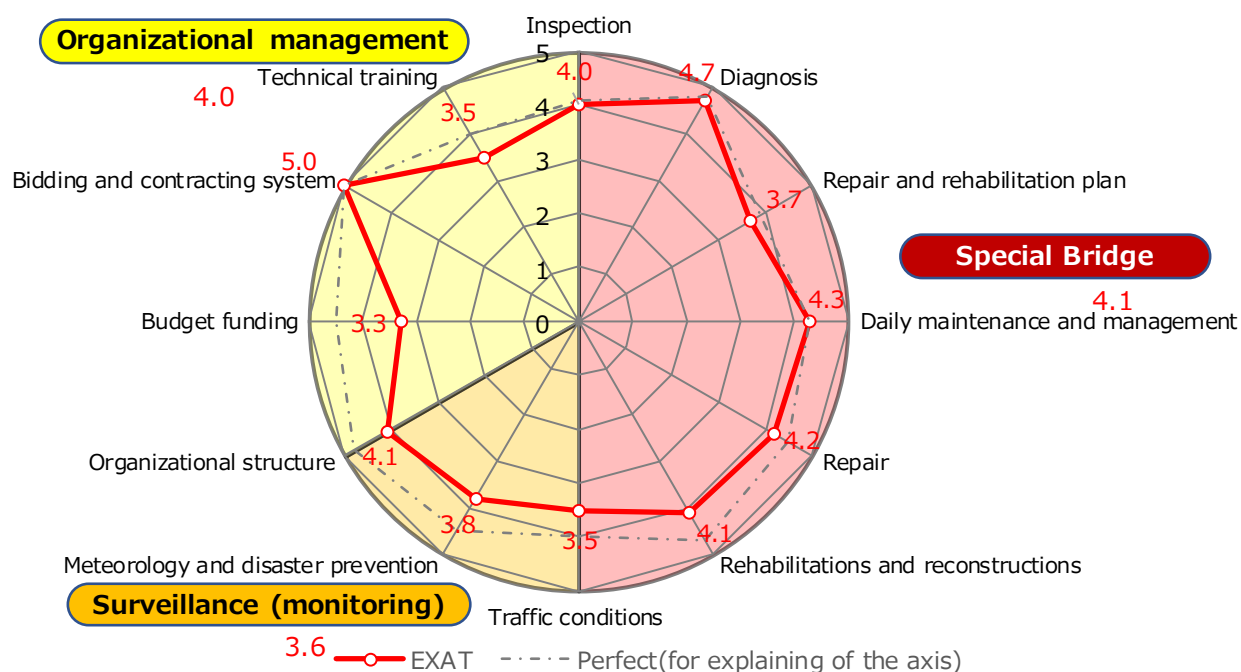 Inspection
Organizational management
5
Technical training
4.0
4.7
Diagnosis
4.0
3.5
4
5.0
3
Bidding and contracting system
Repair and rehabilitation plan
3.7
2
Special Bridge
1
4.3
4.1
Budget funding
3.3
0
Daily maintenance and management
4.1
4.2
Organizational structure
Repair
3.8
3.5
4.1
Meteorology and disaster prevention
Rehabilitations and reconstructions
Surveillance (monitoring)
Traffic conditions
3.6
EXAT
Perfect(for explaining of the axis)